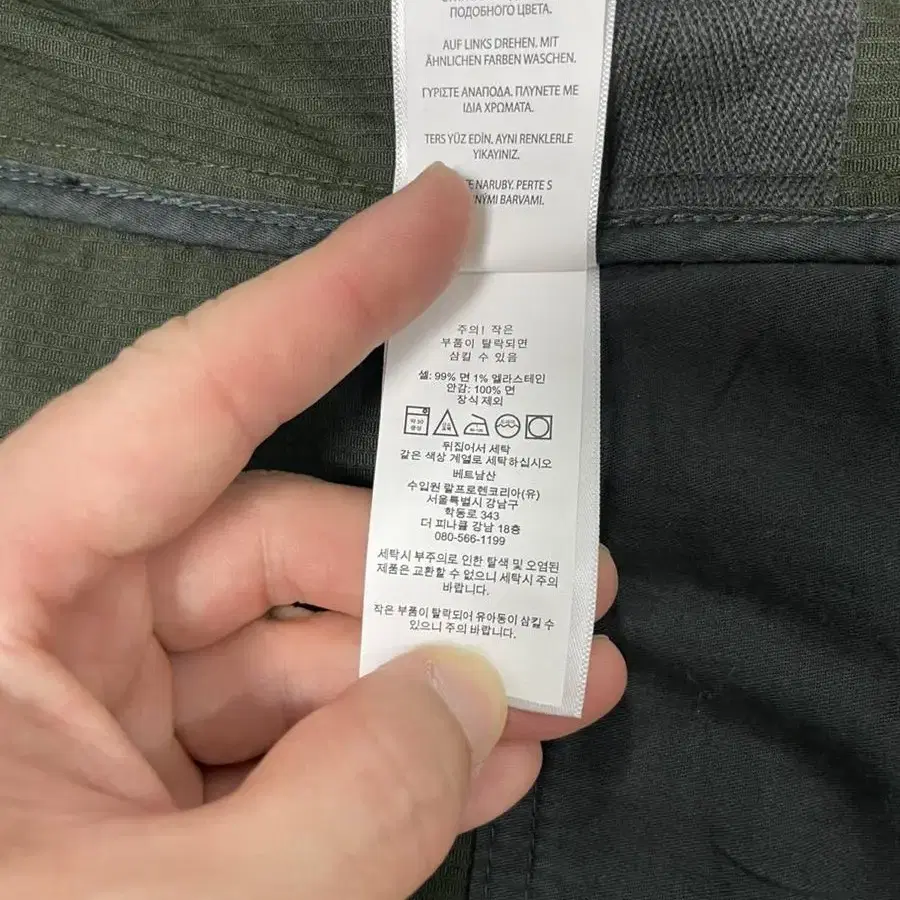 ПОДОБНОГО ЦВЕТА.
AUF LINKS DREHEN. MIT
ÄHNLICHEN FARBEN WASCHEN.
ΓΥΡΙΣΤΕ ΑΝΑΠΟΔΑ. ΠΛΥΝΕΤΕ ΜΕ
ΙΔΙΑ ΧΡΩΜΑΤΑ.
TERS YÜZ EDİN. AYNI RENKLERLE
YIKAYINIZ.
NARUBY. PERTE S
BARVAMI.
주의! 작은
부품이 탈락되면
삼킬 수 있음
셀: 99% 면 1% 엘라스테인
안감: 100% 면
장식 제외
뒤집어서 세탁
같은 색상 계열로 세탁하십시오
베트남산
수입원 랄프로렌코리아(유)
서울특별시 강남구
학동로 343
더 피나클 강남 18층
080-566-1199
세탁시 부주의로 인한 탈색 및 오염된
제품은 교환할 수 없으니 세탁시 주의
바랍니다.
작은 부품이 탈락되어 유아동이 삼킬 수
있으니 주의 바랍니다.